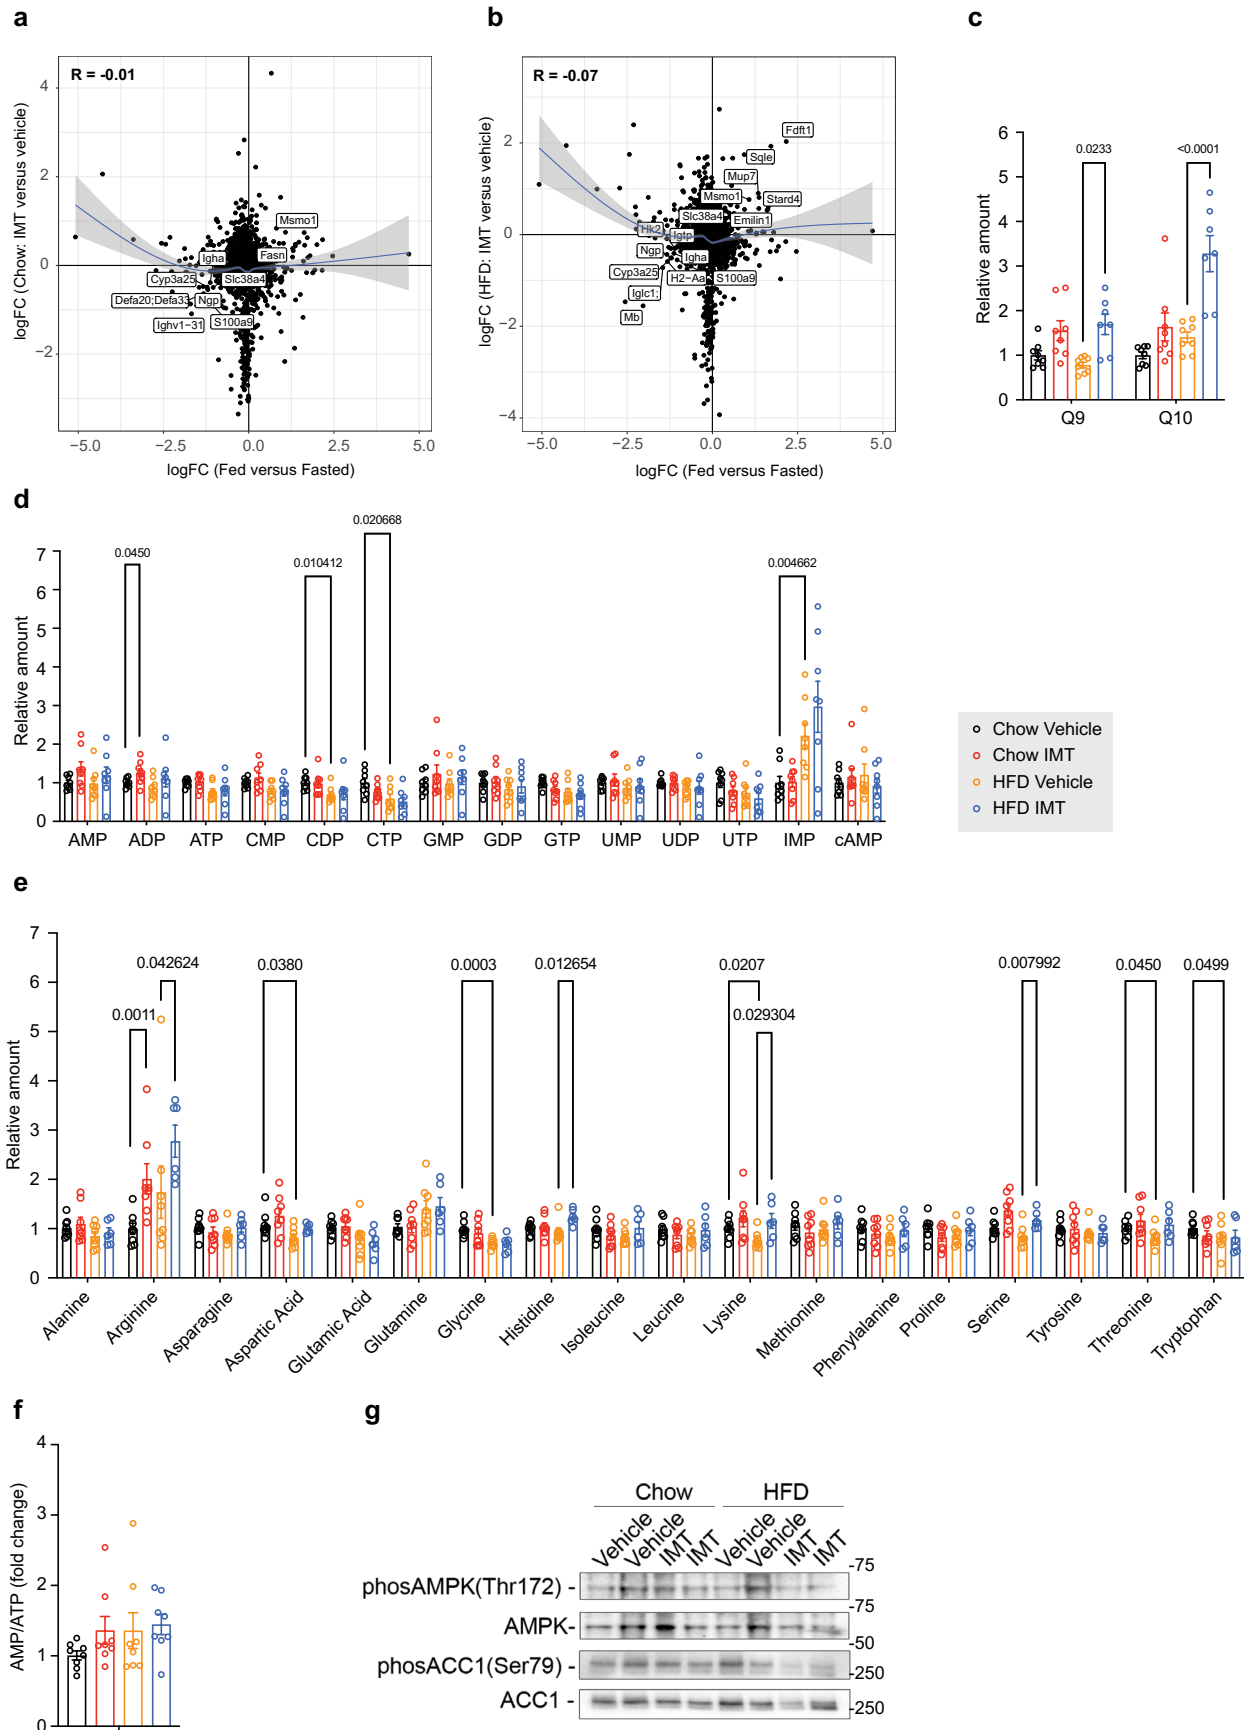 a
R = -0.01
logFC (Chow: IMT versus vehicle)
4
2
0
−2
Msmo1
Igha
Fasn
Cyp3a25
Slc38a4
Defa20;Defa33
Ngp
Ighv1−31
S100a9
−5.0
−2.5
0.0
2.5
5.0
logFC (Fed versus Fasted)
b
R = -0.07
logFC (HFD: IMT versus vehicle)
2
0
−2
−4
Fdft1
Sqle
Mup7
Msmo1
Stard4
Slc38a4
Emilin1
Hk2
Igtp
Ngp
Igha
Cyp3a25
H2−Aa
S100a9
Iglc1;
Mb
−5.0
−2.5
0.0
2.5
5.0
logFC (Fed versus Fasted)
c
Relative amount
6
5
4
3
2
1
0
0.0233
<0.0001
Q9
Q10
d
Relative amount
7
6
5
4
3
2
1
0
0.0450
0.010412
0.020668
0.004662
AMP
ADP
ATP
CMP
CDP
CTP
GMP
GDP
GTP
UMP
UDP
UTP
IMP
cAMP
Chow Vehicle
Chow IMT
HFD Vehicle
HFD IMT
e
Relative amount
7
6
5
4
3
2
1
0
0.0011
0.042624
0.0380
0.0003
0.012654
0.0207
0.029304
0.007992
0.0450
0.0499
Alanine
Arginine
Asparagine
Aspartic Acid
Glutamic Acid
Glutamine
Glycine
Histidine
Isoleucine
Leucine
Lysine
Methionine
Phenylalanine
Proline
Serine
Tyrosine
Threonine
Tryptophan
f
AMP/ATP (fold change)
4
3
2
1
0
g
Chow HFD
Vehicle Vehicle IMT IMT Vehicle Vehicle IMT IMT
-75
phosAMPK(Thr172) -
-75
AMPK-
-50
phosACC1(Ser79) -
-250
ACC1 -
-250